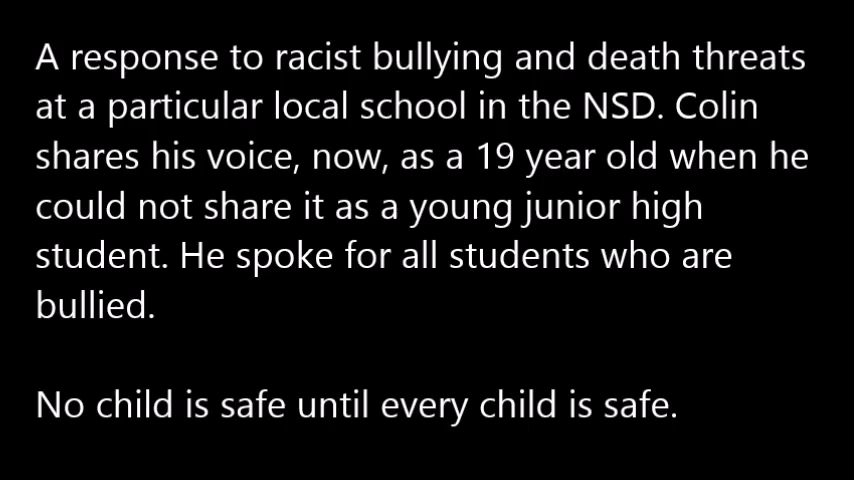 A response to racist bullying and death threats
at a particular local school in the NSD. Colin
shares his voice, now, as a 19 year old when he
could not share it as a young junior high
student. He spoke for all students who are
bullied.
No child is safe until every child is safe.